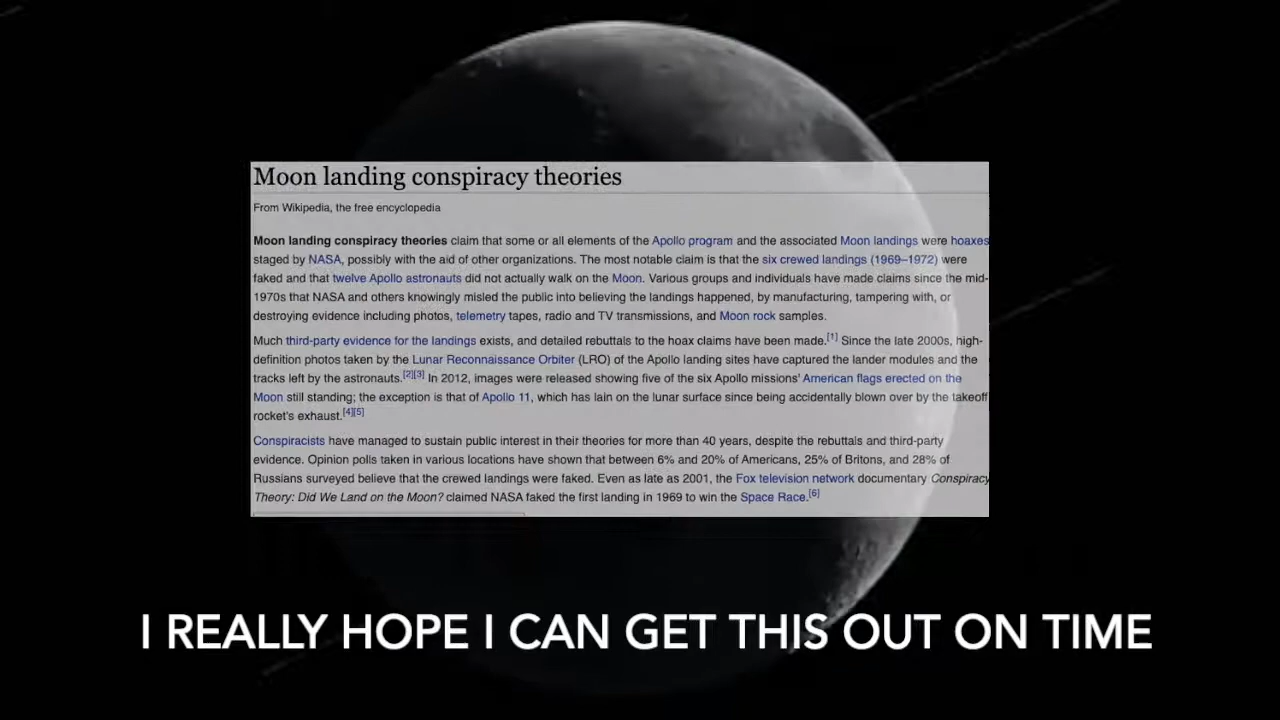 Moon landing conspiracy theories
From Wikipedia, the free encyclopedia
Moon landing conspiracy theories claim that some or all elements of the Apollo program and the associated Moon landings were hoaxes
staged by NASA, possibly with the aid of other organizations. The most notable claim is that the six crewed landings (1969–1972) were
faked and that twelve Apollo astronauts did not actually walk on the Moon. Various groups and individuals have made claims since the mid-
1970s that NASA and others knowingly misled the public into believing the landings happened, by manufacturing, tampering with, or
destroying evidence including photos, telemetry tapes, radio and TV transmissions, and Moon rock samples.
Much third-party evidence for the landings exists, and detailed rebuttals to the hoax claims have been made.[1] Since the late 2000s, high-
definition photos taken by the Lunar Reconnaissance Orbiter (LRO) of the Apollo landing sites have captured the lander modules and the
tracks left by the astronauts.[2][3] In 2012, images were released showing five of the six Apollo missions' American flags erected on the
Moon still standing; the exception is that of Apollo 11, which has lain on the lunar surface since being accidentally blown over by the takeoff
rocket's exhaust.[4][5]
Conspiracists have managed to sustain public interest in their theories for more than 40 years, despite the rebuttals and third-party
evidence. Opinion polls taken in various locations have shown that between 6% and 20% of Americans, 25% of Britons, and 28% of
Russians surveyed believe that the crewed landings were faked. Even as late as 2001, the Fox television network documentary Conspiracy
Theory: Did We Land on the Moon? claimed NASA faked the first landing in 1969 to win the Space Race.[6]
I REALLY HOPE I CAN GET THIS OUT ON TIME